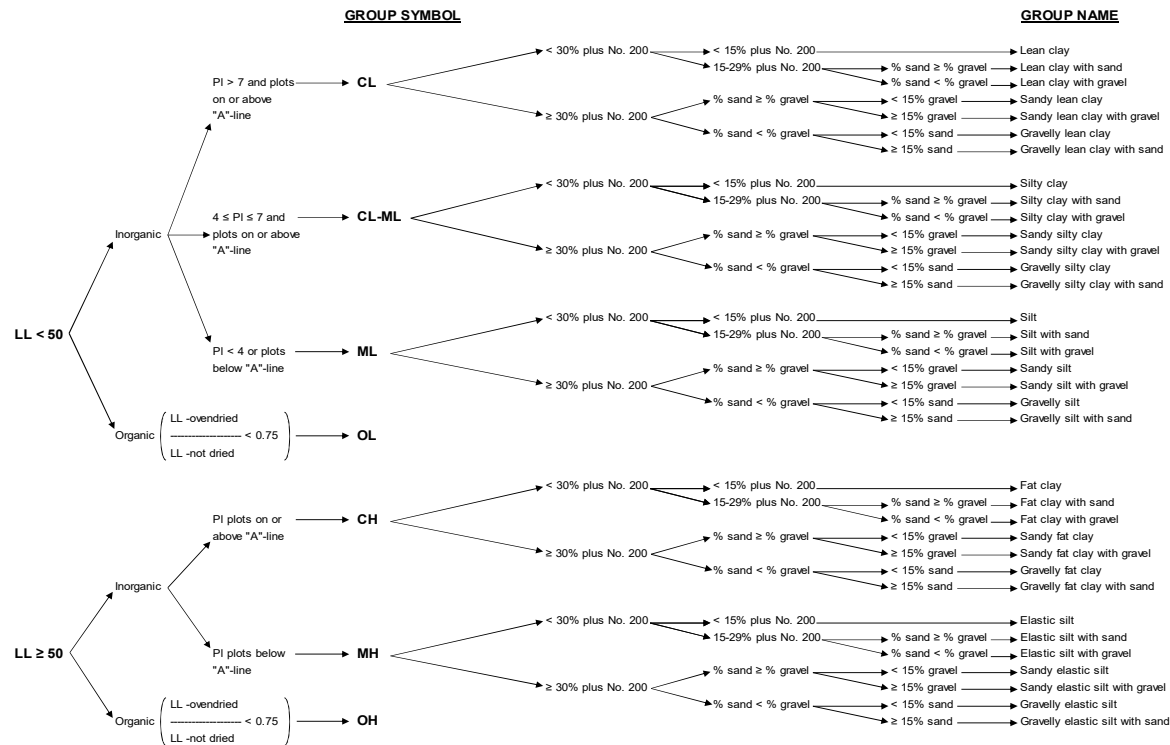 GROUP SYMBOL GROUP NAME
< 30% plus No. 200 < 15% plus No. 200 Lean clay
15-29% plus No. 200 % sand ≥ % gravel Lean clay with sand
PI > 7 and plots
on or above
"A"-line
CL
% sand < % gravel Lean clay with gravel
% sand ≥ % gravel < 15% gravel Sandy lean clay
≥ 30% plus No. 200 ≥ 15% gravel Sandy lean clay with gravel
% sand < % gravel < 15% sand Gravelly lean clay
≥ 15% sand Gravelly lean clay with sand
< 30% plus No. 200 < 15% plus No. 200 Silty clay
15-29% plus No. 200 % sand ≥ % gravel Silty clay with sand
4 ≤ PI ≤ 7 and
plots on or above
"A"-line
CL-ML
% sand < % gravel Silty clay with gravel
Inorganic
% sand ≥ % gravel < 15% gravel Sandy silty clay
≥ 30% plus No. 200 ≥ 15% gravel Sandy silty clay with gravel
% sand < % gravel < 15% sand Gravelly silty clay
≥ 15% sand Gravelly silty clay with sand
< 30% plus No. 200 < 15% plus No. 200 Silt
LL < 50
15-29% plus No. 200 % sand ≥ % gravel Silt with sand
PI < 4 or plots
below "A"-line
ML
% sand < % gravel Silt with gravel
% sand ≥ % gravel < 15% gravel Sandy silt
≥ 30% plus No. 200 ≥ 15% gravel Sandy silt with gravel
% sand < % gravel < 15% sand Gravelly silt
≥ 15% sand Gravelly silt with sand
LL -ovendried
Organic --------------------- < 0.75 OL
LL -not dried
< 30% plus No. 200 < 15% plus No. 200 Fat clay
15-29% plus No. 200 % sand ≥ % gravel Fat clay with sand
PI plots on or
above "A"-line
CH
% sand < % gravel Fat clay with gravel
% sand ≥ % gravel < 15% gravel Sandy fat clay
≥ 30% plus No. 200 ≥ 15% gravel Sandy fat clay with gravel
% sand < % gravel < 15% sand Gravelly fat clay
Inorganic
≥ 15% sand Gravelly fat clay with sand
< 30% plus No. 200 < 15% plus No. 200 Elastic silt
15-29% plus No. 200 % sand ≥ % gravel Elastic silt with sand
LL ≥ 50
PI plots below
"A"-line
MH
% sand < % gravel Elastic silt with gravel
% sand ≥ % gravel < 15% gravel Sandy elastic silt
≥ 30% plus No. 200 ≥ 15% gravel Sandy elastic silt with gravel
% sand < % gravel < 15% sand Gravelly elastic silt
≥ 15% sand Gravelly elastic silt with sand
LL -ovendried
Organic --------------------- < 0.75 OH
LL -not dried